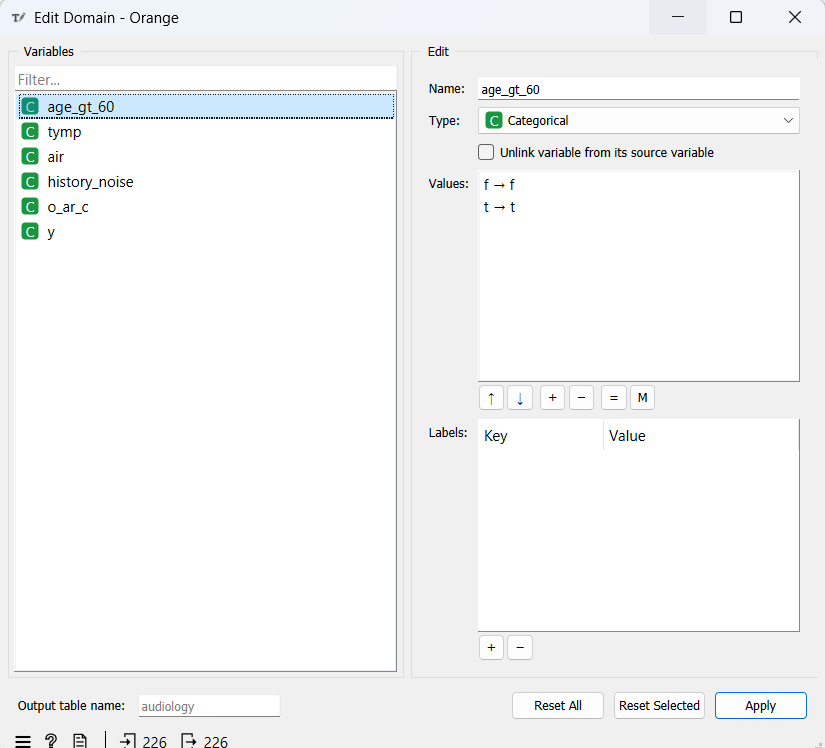 Edit Domain - Orange
Variables
Filter...
C age_gt_60
C tymp
C air
C history_noise
C o_ar_c
C y
Edit
Name: age_gt_60
Type: C Categorical
Unlink variable from its source variable
Values: f → f
t → t
↑ ↓ + − = M
Labels: Key Value
+ −
Output table name: audiology
Reset All Reset Selected Apply
? 226 226